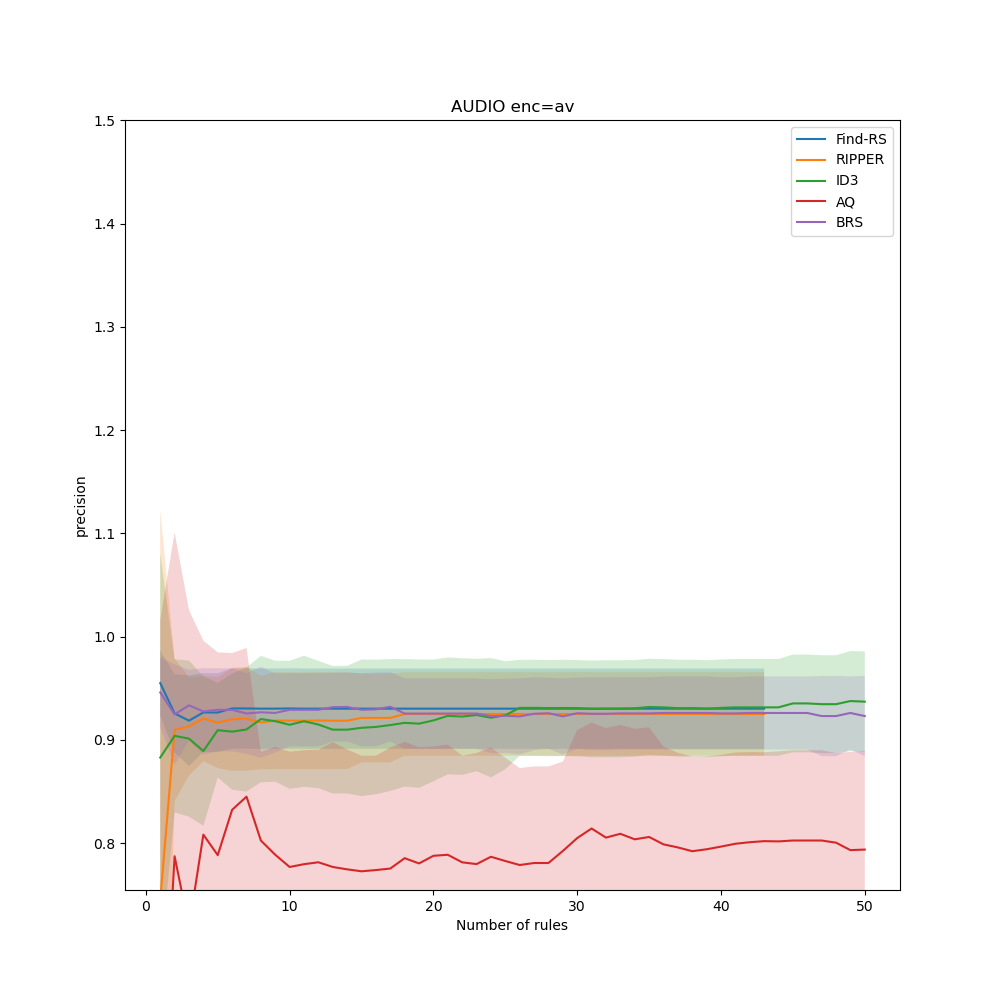 AUDIO enc=av
1.5
1.4
1.3
1.2
1.1
1.0
0.9
0.8
precision
0
10
20
30
40
50
Number of rules
Find-RS
RIPPER
ID3
AQ
BRS